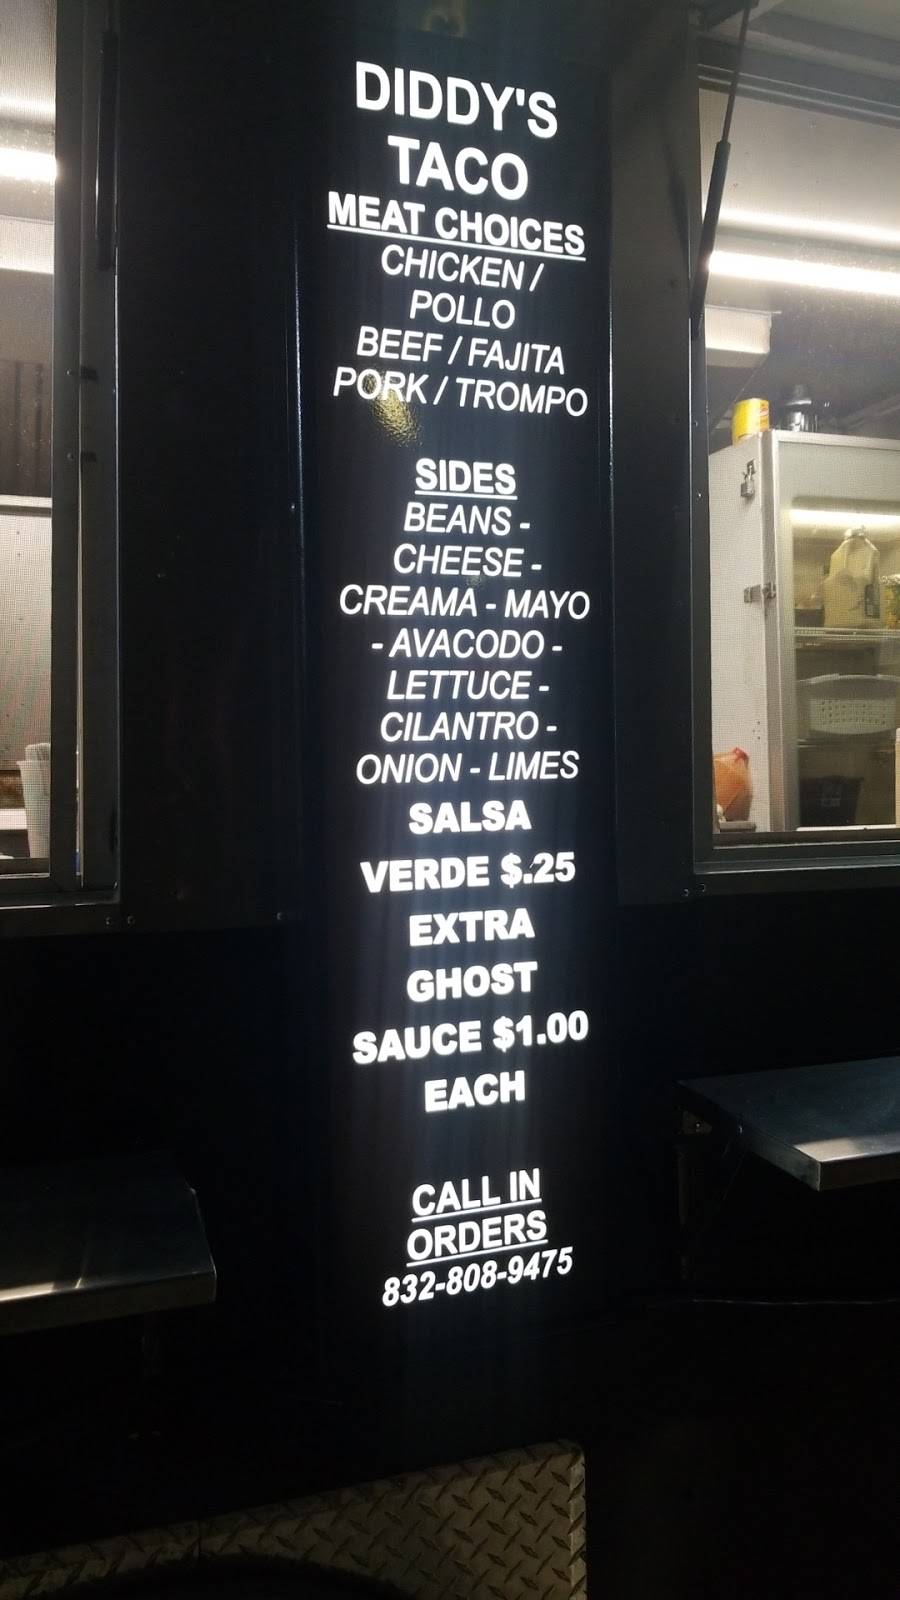 DIDDY'S
TACO
MEAT CHOICES
CHICKEN /
POLLO
BEEF / FAJITA
PORK / TROMPO
SIDES
BEANS -
CHEESE -
CREAMA - MAYO
- AVACODO -
LETTUCE -
CILANTRO -
ONION - LIMES
SALSA
VERDE $.25
EXTRA
GHOST
SAUCE $1.00
EACH
CALL IN
ORDERS
832-808-9475